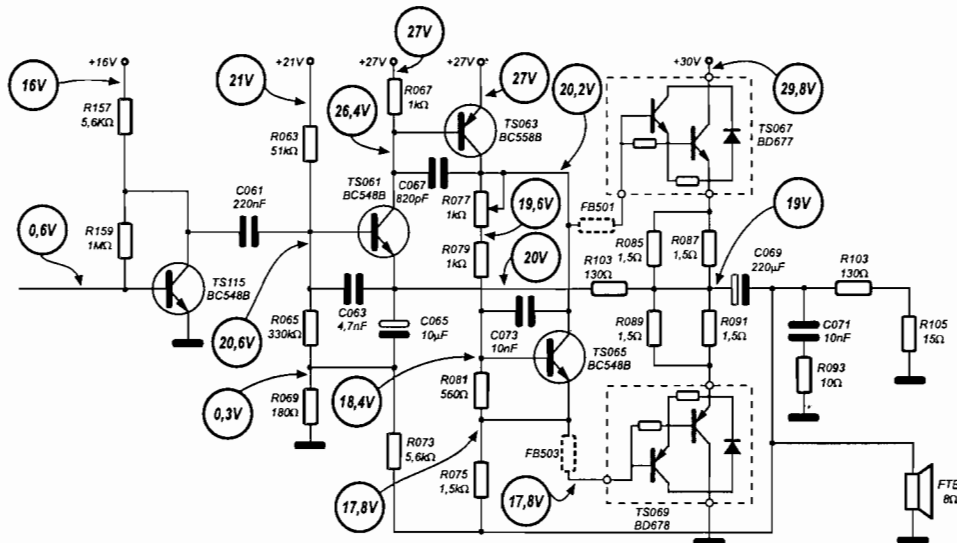 27V
+16V
+21V
+27V
+27V
+30V
16V
21V
27V
20,2V
29,8V
R157
5,6KΩ
R067
1kΩ
TS063
BC558B
26,4V
R063
51kΩ
TS067
BD677
C061
220nF
TS061
BC548B
C067
820pF
R077
1kΩ
19,6V
FB501
19V
0,6V
R159
1MΩ
R079
1kΩ
20V
R085
1,5Ω
R087
1,5Ω
C069
220µF
R103
130Ω
R103
130Ω
TS115
BC548B
C063
4,7nF
C065
10µF
C073
10nF
C071
10nF
R105
15Ω
20,6V
R065
330kΩ
TS065
BC548B
R089
1,5Ω
R091
1,5Ω
R093
10Ω
0,3V
R069
180Ω
18,4V
R081
560Ω
R073
5,6kΩ
FB503
R075
1,5kΩ
17,8V
17,8V
TS069
BD678
FTE
8Ω